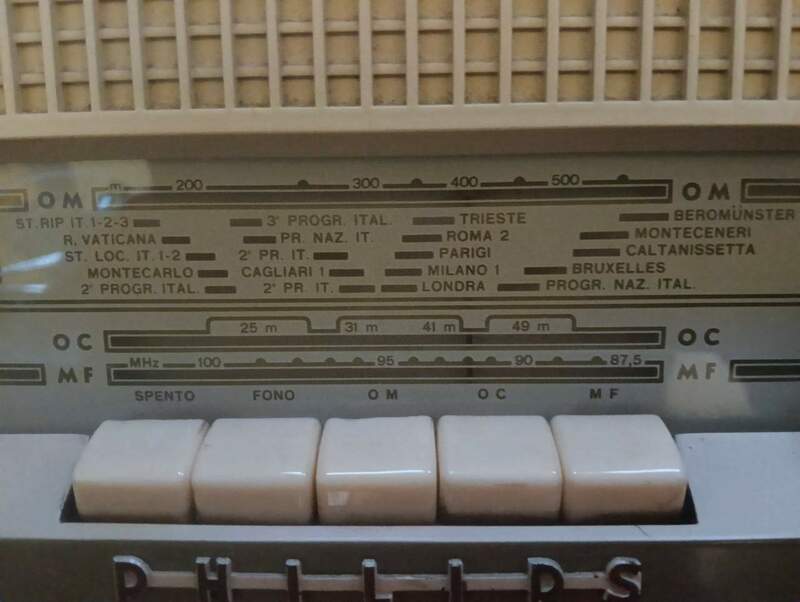 OM m 200 300 400 500 OM
ST. RIP IT. 1-2-3 3° PROGR. ITAL. TRIESTE BEROMÜNSTER
R. VATICANA PR. NAZ. IT. ROMA 2 MONTECENERI
ST. LOC. IT. 1-2 2° PR. IT. PARIGI CALTANISSETTA
MONTECARLO CAGLIARI 1 MILANO 1 BRUXELLES
2° PROGR. ITAL. 2° PR. IT. LONDRA PROGR. NAZ. ITAL.
OC 25 m 31 m 41 m 49 m OC
MF MHz 100 95 90 87,5 MF
SPENTO FONO OM OC MF
PHILIPS